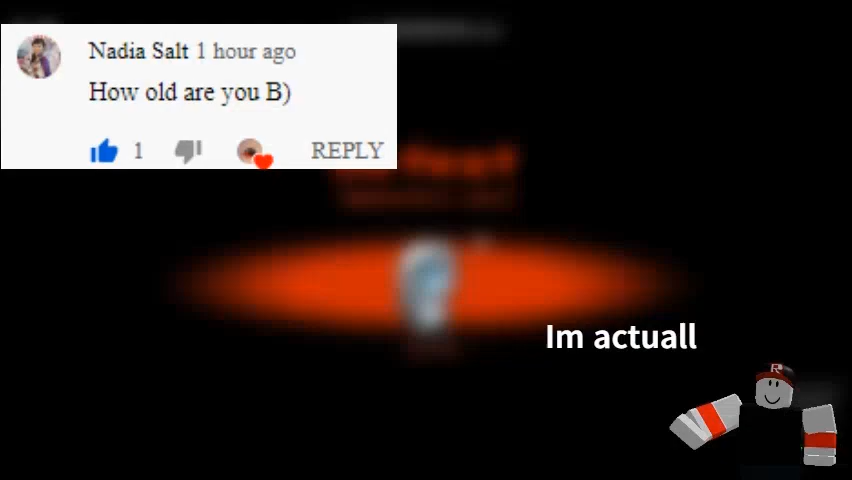 Nadia Salt 1 hour ago
How old are you B)
1 REPLY
Im actuall
R